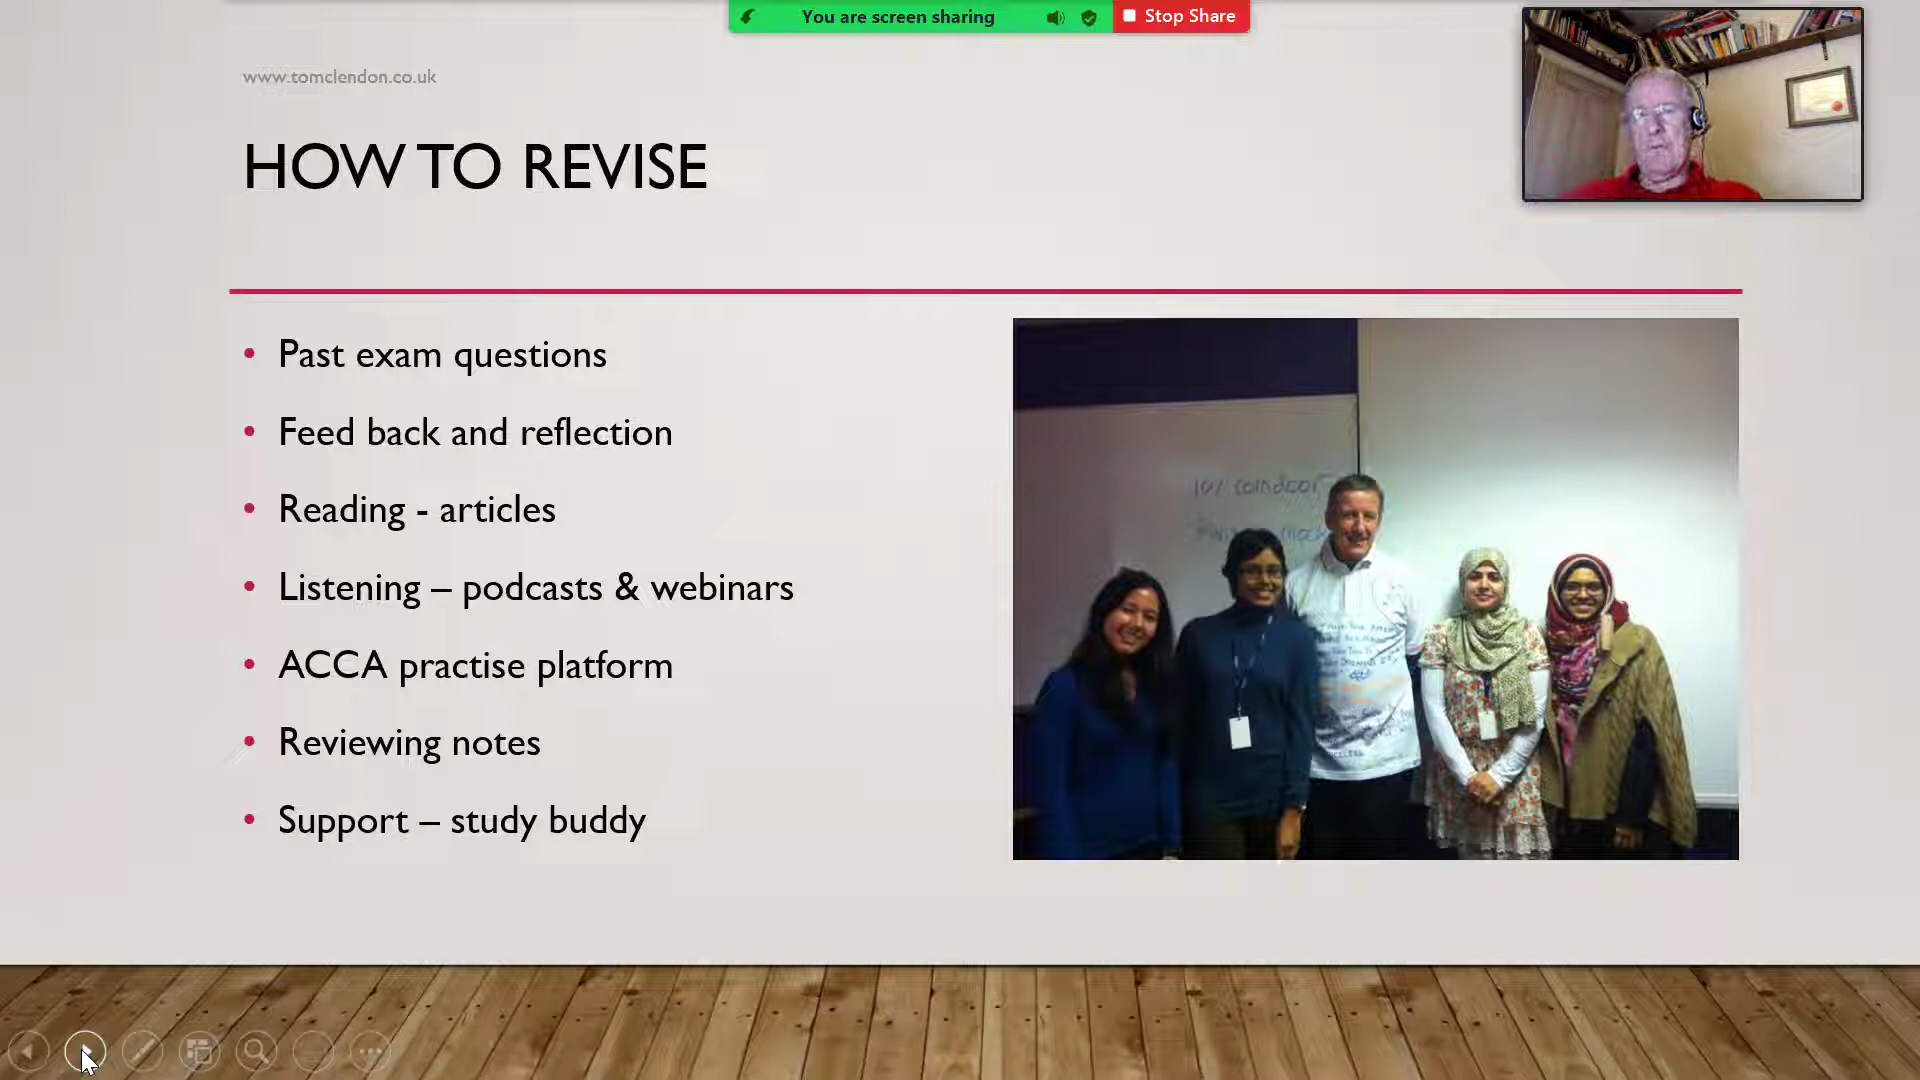 You are screen sharing
Stop Share
www.tomclendon.co.uk
HOW TO REVISE
• Past exam questions
• Feed back and reflection
• Reading - articles
• Listening – podcasts & webinars
• ACCA practise platform
• Reviewing notes
• Support – study buddy